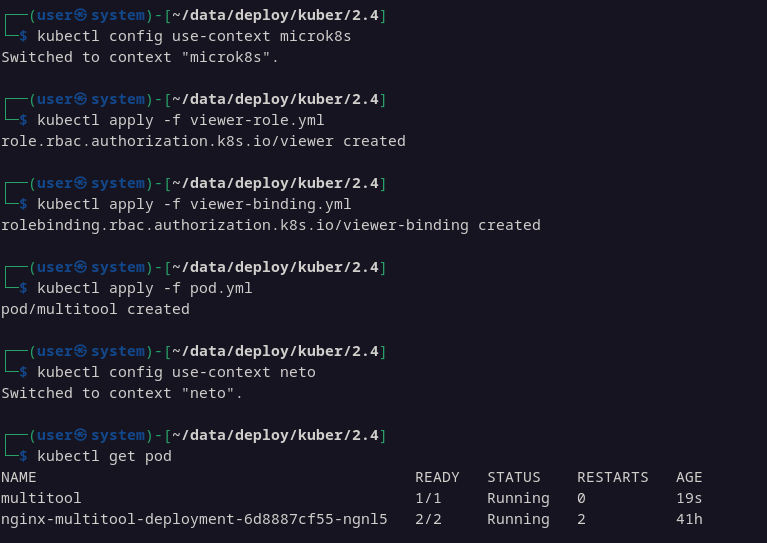 ┌──(user㉿system)-[~/data/deploy/kuber/2.4]
└─$ kubectl config use-context microk8s
Switched to context "microk8s".
┌──(user㉿system)-[~/data/deploy/kuber/2.4]
└─$ kubectl apply -f viewer-role.yml
role.rbac.authorization.k8s.io/viewer created
┌──(user㉿system)-[~/data/deploy/kuber/2.4]
└─$ kubectl apply -f viewer-binding.yml
rolebinding.rbac.authorization.k8s.io/viewer-binding created
┌──(user㉿system)-[~/data/deploy/kuber/2.4]
└─$ kubectl apply -f pod.yml
pod/multitool created
┌──(user㉿system)-[~/data/deploy/kuber/2.4]
└─$ kubectl config use-context neto
Switched to context "neto".
┌──(user㉿system)-[~/data/deploy/kuber/2.4]
└─$ kubectl get pod
NAME                                          READY   STATUS    RESTARTS   AGE
multitool                                     1/1     Running   0          19s
nginx-multitool-deployment-6d8887cf55-ngnl5   2/2     Running   2          41h